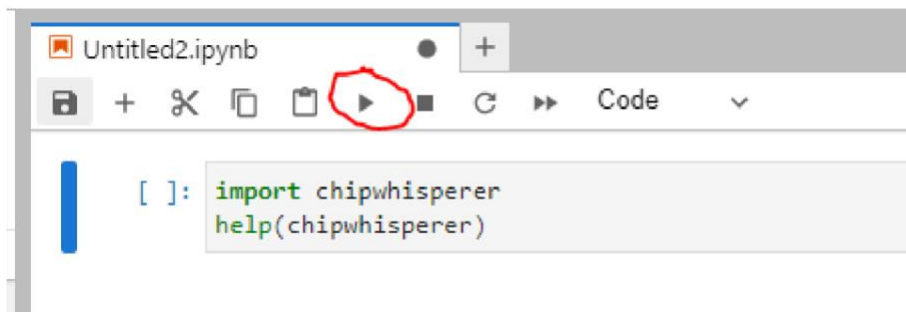 Untitled2.ipynb
Code
[ ]: import chipwhisperer
help(chipwhisperer)